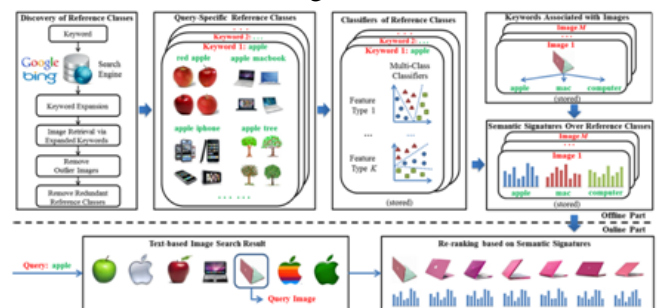 Discovery of Reference Classes
Keyword
Google
bing
Search
Engine
Keyword Expansion
Image Retrieval via
Expanded Keywords
Remove
Outlier Images
Remove Redundant
Reference Classes
Query-Specific Reference Classes
. . .
Keyword 2: ...
Keyword 1: apple
red apple
apple macbook
apple iphone
apple tree
... ...
Classifiers of Reference Classes
. . .
Keyword 2: ...
Keyword 1: apple
Multi-Class
Classifiers
Feature
Type 1
...
...
Feature
Type K
(stored)
Keywords Associated with Images
Image M
...
Image 1
apple
mac
computer
(stored)
Semantic Signatures Over Reference Classes
Image M
...
Image 1
apple
mac
computer
(stored)
Offline Part
Online Part
Query: apple
Text-based Image Search Result
Query Image
Re-ranking based on Semantic Signatures